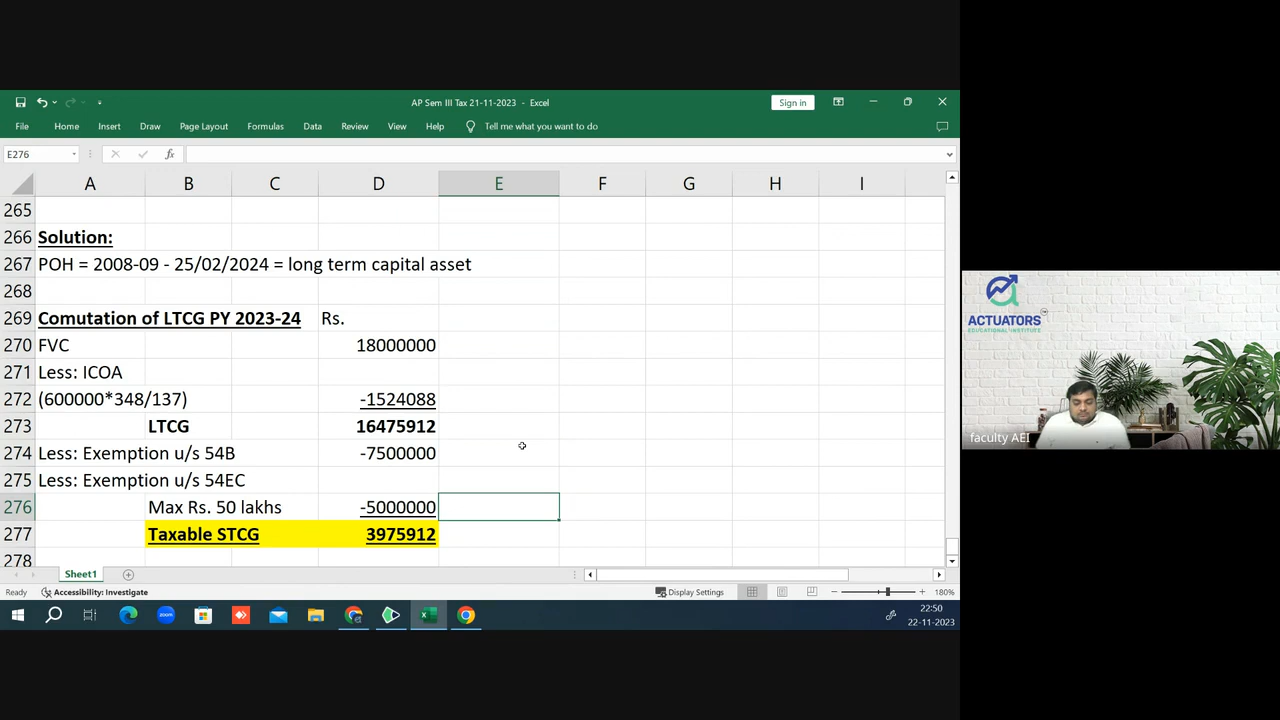 AP Sem III Tax 21-11-2023 - Excel
Sign in
File Home Insert Draw Page Layout Formulas Data Review View Help Tell me what you want to do
E276
fx
A B C D E F G H I
265
266 Solution:
267 POH = 2008-09 - 25/02/2024 = long term capital asset
268
269 Comutation of LTCG PY 2023-24 Rs.
270 FVC 18000000
271 Less: ICOA
272 (600000*348/137) -1524088
273 LTCG 16475912
274 Less: Exemption u/s 54B -7500000
275 Less: Exemption u/s 54EC
276 Max Rs. 50 lakhs -5000000
277 Taxable STCG 3975912
278
Sheet1
Ready Accessibility: Investigate Display Settings 180%
zoom
22:50
22-11-2023
ACTUATORS
EDUCATIONAL INSTITUTE
faculty AEI